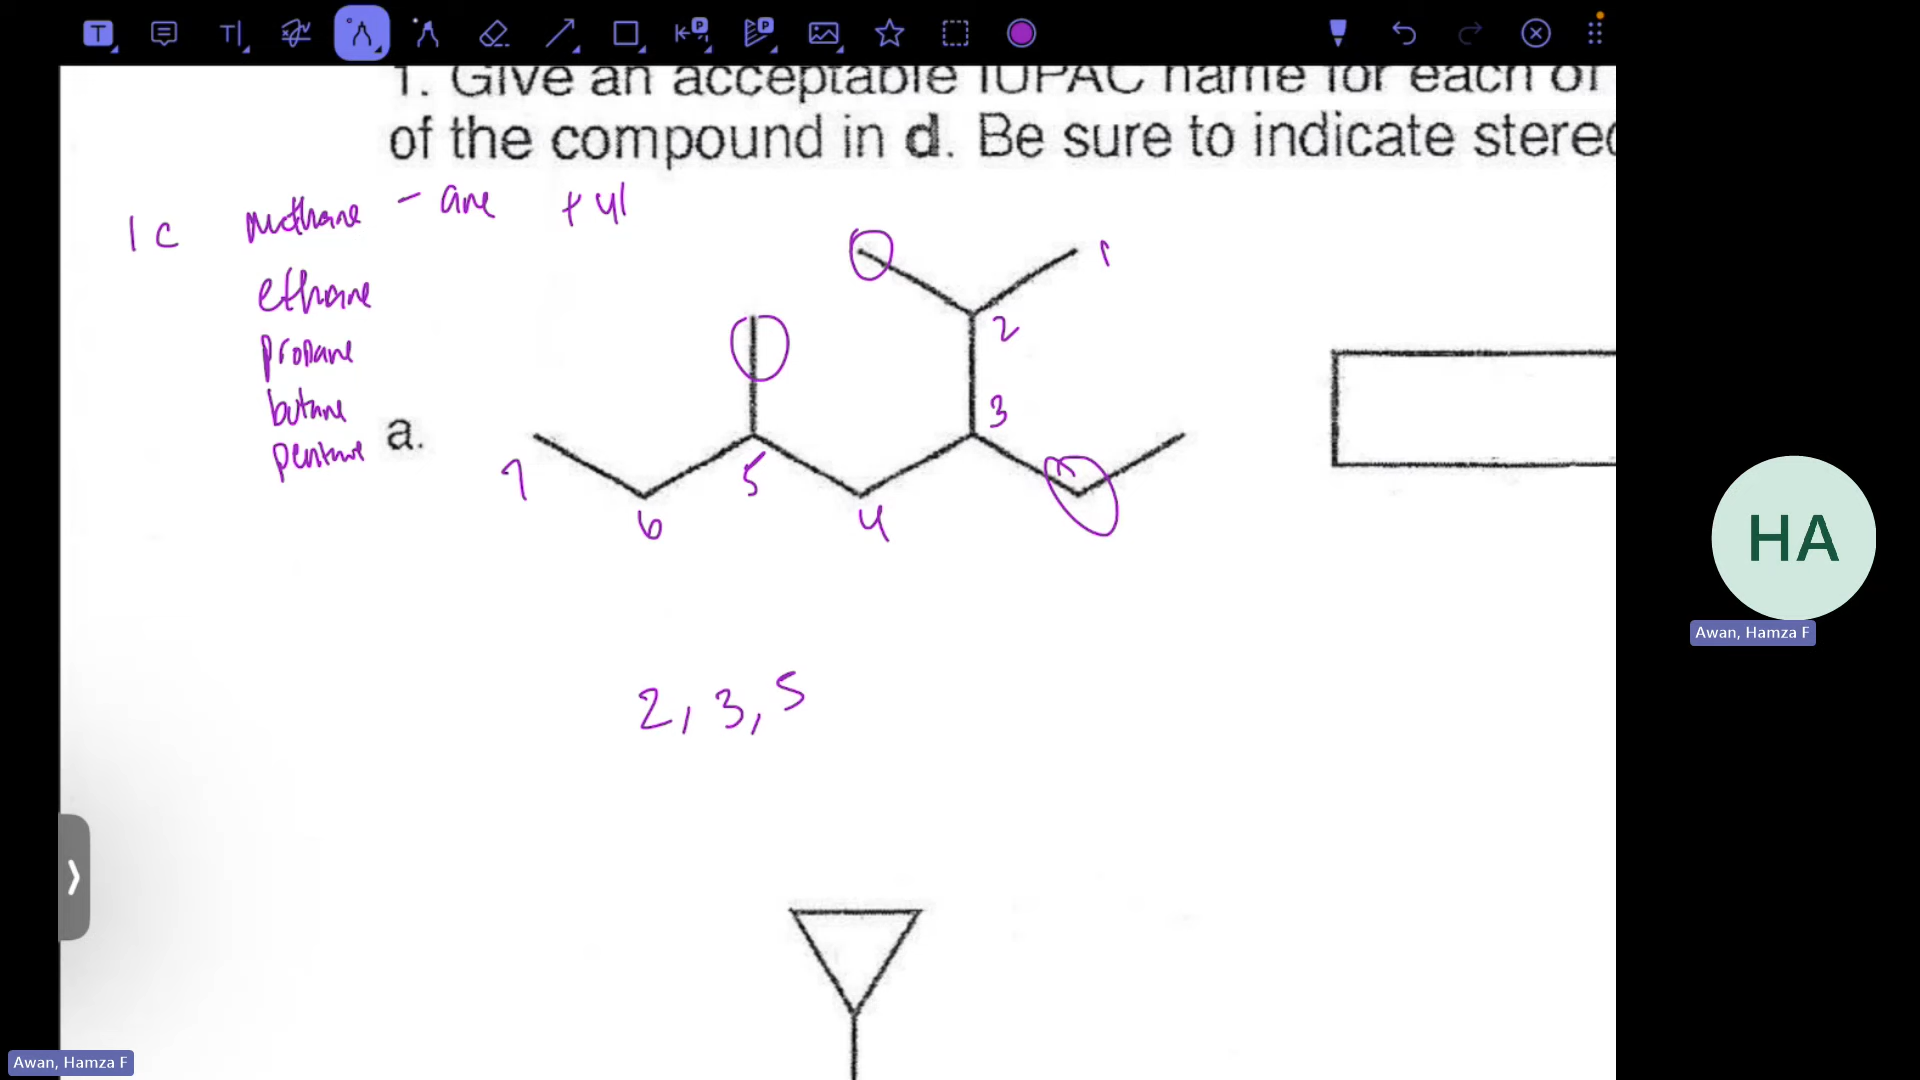 1. Give an acceptable IUPAC name for each of
of the compound in d. Be sure to indicate stereo
1 c methane - ane + yl
ethane
propane
butane
pentane
a.
1
2
3
4
5
6
7
2, 3, 5
HA
Awan, Hamza F
Awan, Hamza F